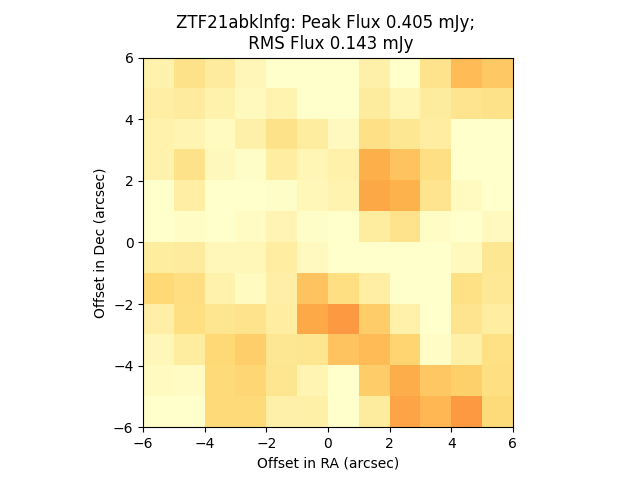 ZTF21abklnfg: Peak Flux 0.405 mJy;
RMS Flux 0.143 mJy
6
4
2
0
−2
−4
−6
Offset in Dec (arcsec)
−6 −4 −2 0 2 4 6
Offset in RA (arcsec)